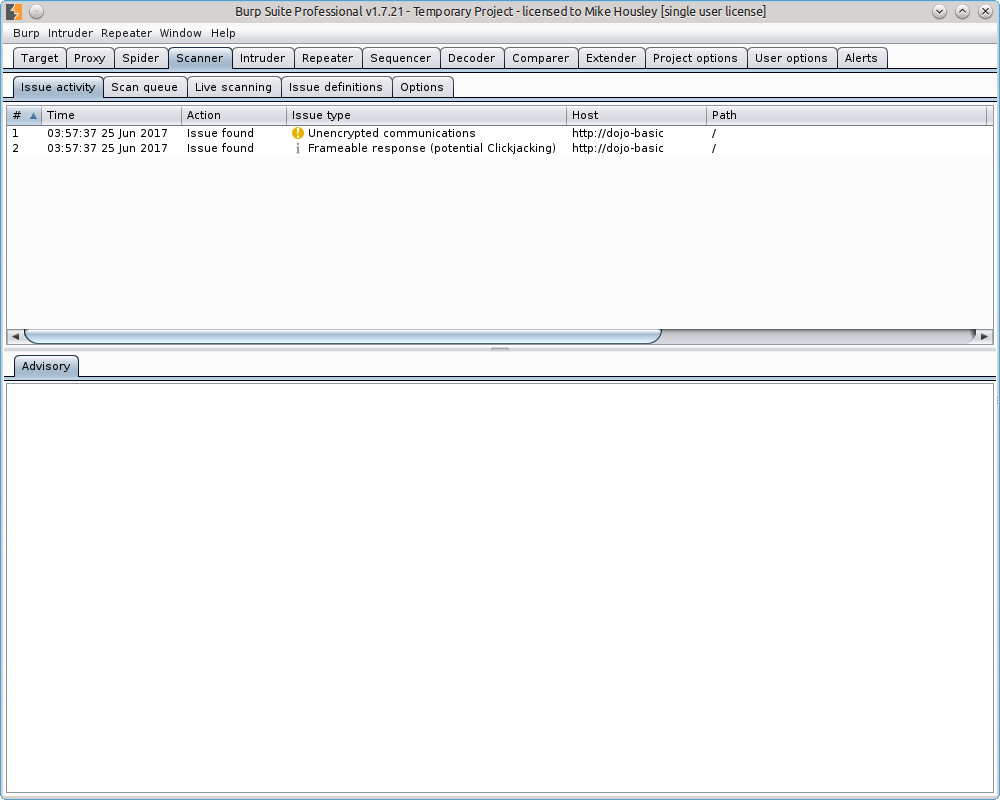 Burp Suite Professional v1.7.21 - Temporary Project - licensed to Mike Housley [single user license]
Burp Intruder Repeater Window Help
Target Proxy Spider Scanner Intruder Repeater Sequencer Decoder Comparer Extender Project options User options Alerts
Issue activity Scan queue Live scanning Issue definitions Options
# Time Action Issue type Host Path
1 03:57:37 25 Jun 2017 Issue found Unencrypted communications http://dojo-basic /
2 03:57:37 25 Jun 2017 Issue found Frameable response (potential Clickjacking) http://dojo-basic /
Advisory